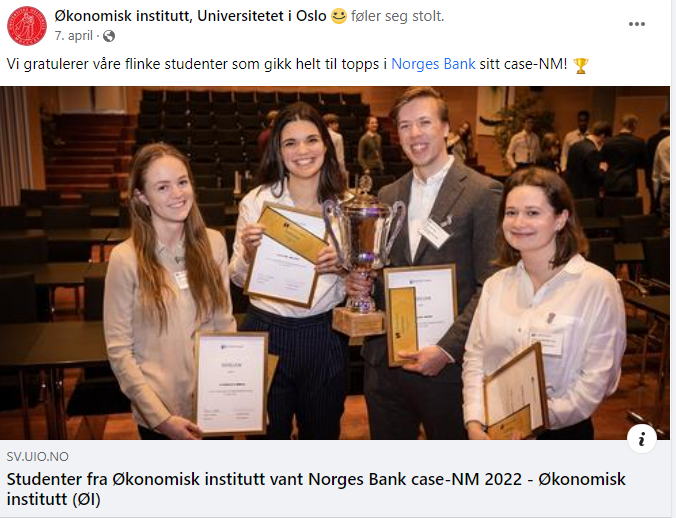 Økonomisk institutt, Universitetet i Oslo 😄 føler seg stolt.
7. april ·
Vi gratulerer våre flinke studenter som gikk helt til topps i Norges Bank sitt case-NM! 🏆
DIPLOM
SV.UIO.NO
Studenter fra Økonomisk institutt vant Norges Bank case-NM 2022 - Økonomisk
institutt (ØI)